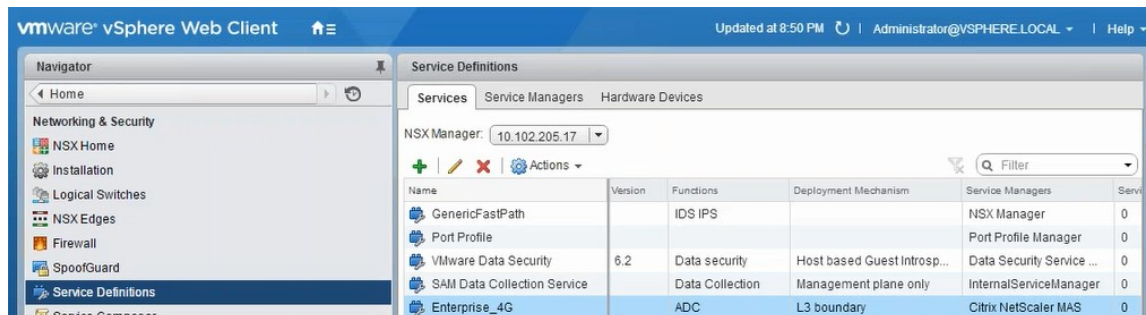 vmware® vSphere Web Client
Updated at 8:50 PM | Administrator@VSPHERE.LOCAL | Help
Navigator
Home
Networking & Security
NSX Home
Installation
Logical Switches
NSX Edges
Firewall
SpoofGuard
Service Definitions
Service Definitions
Services Service Managers Hardware Devices
NSX Manager: 10.102.205.17
Actions Filter
Name Version Functions Deployment Mechanism Service Managers Servi
GenericFastPath IDS IPS NSX Manager 0
Port Profile Port Profile Manager 0
VMware Data Security 6.2 Data security Host based Guest Introsp... Data Security Service ... 0
SAM Data Collection Service Data Collection Management plane only InternalServiceManager 0
Enterprise_4G ADC L3 boundary Citrix NetScaler MAS 0